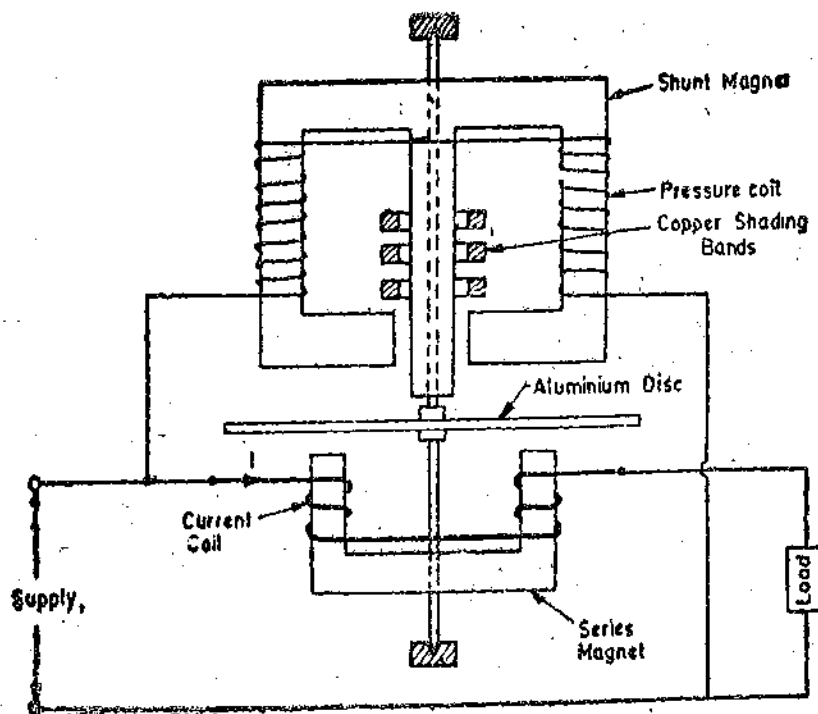 Shunt Magnet
Pressure coil
Copper Shading
Bands
Aluminium Disc
I
Current
Coil
Supply,
Load
Series
Magnet